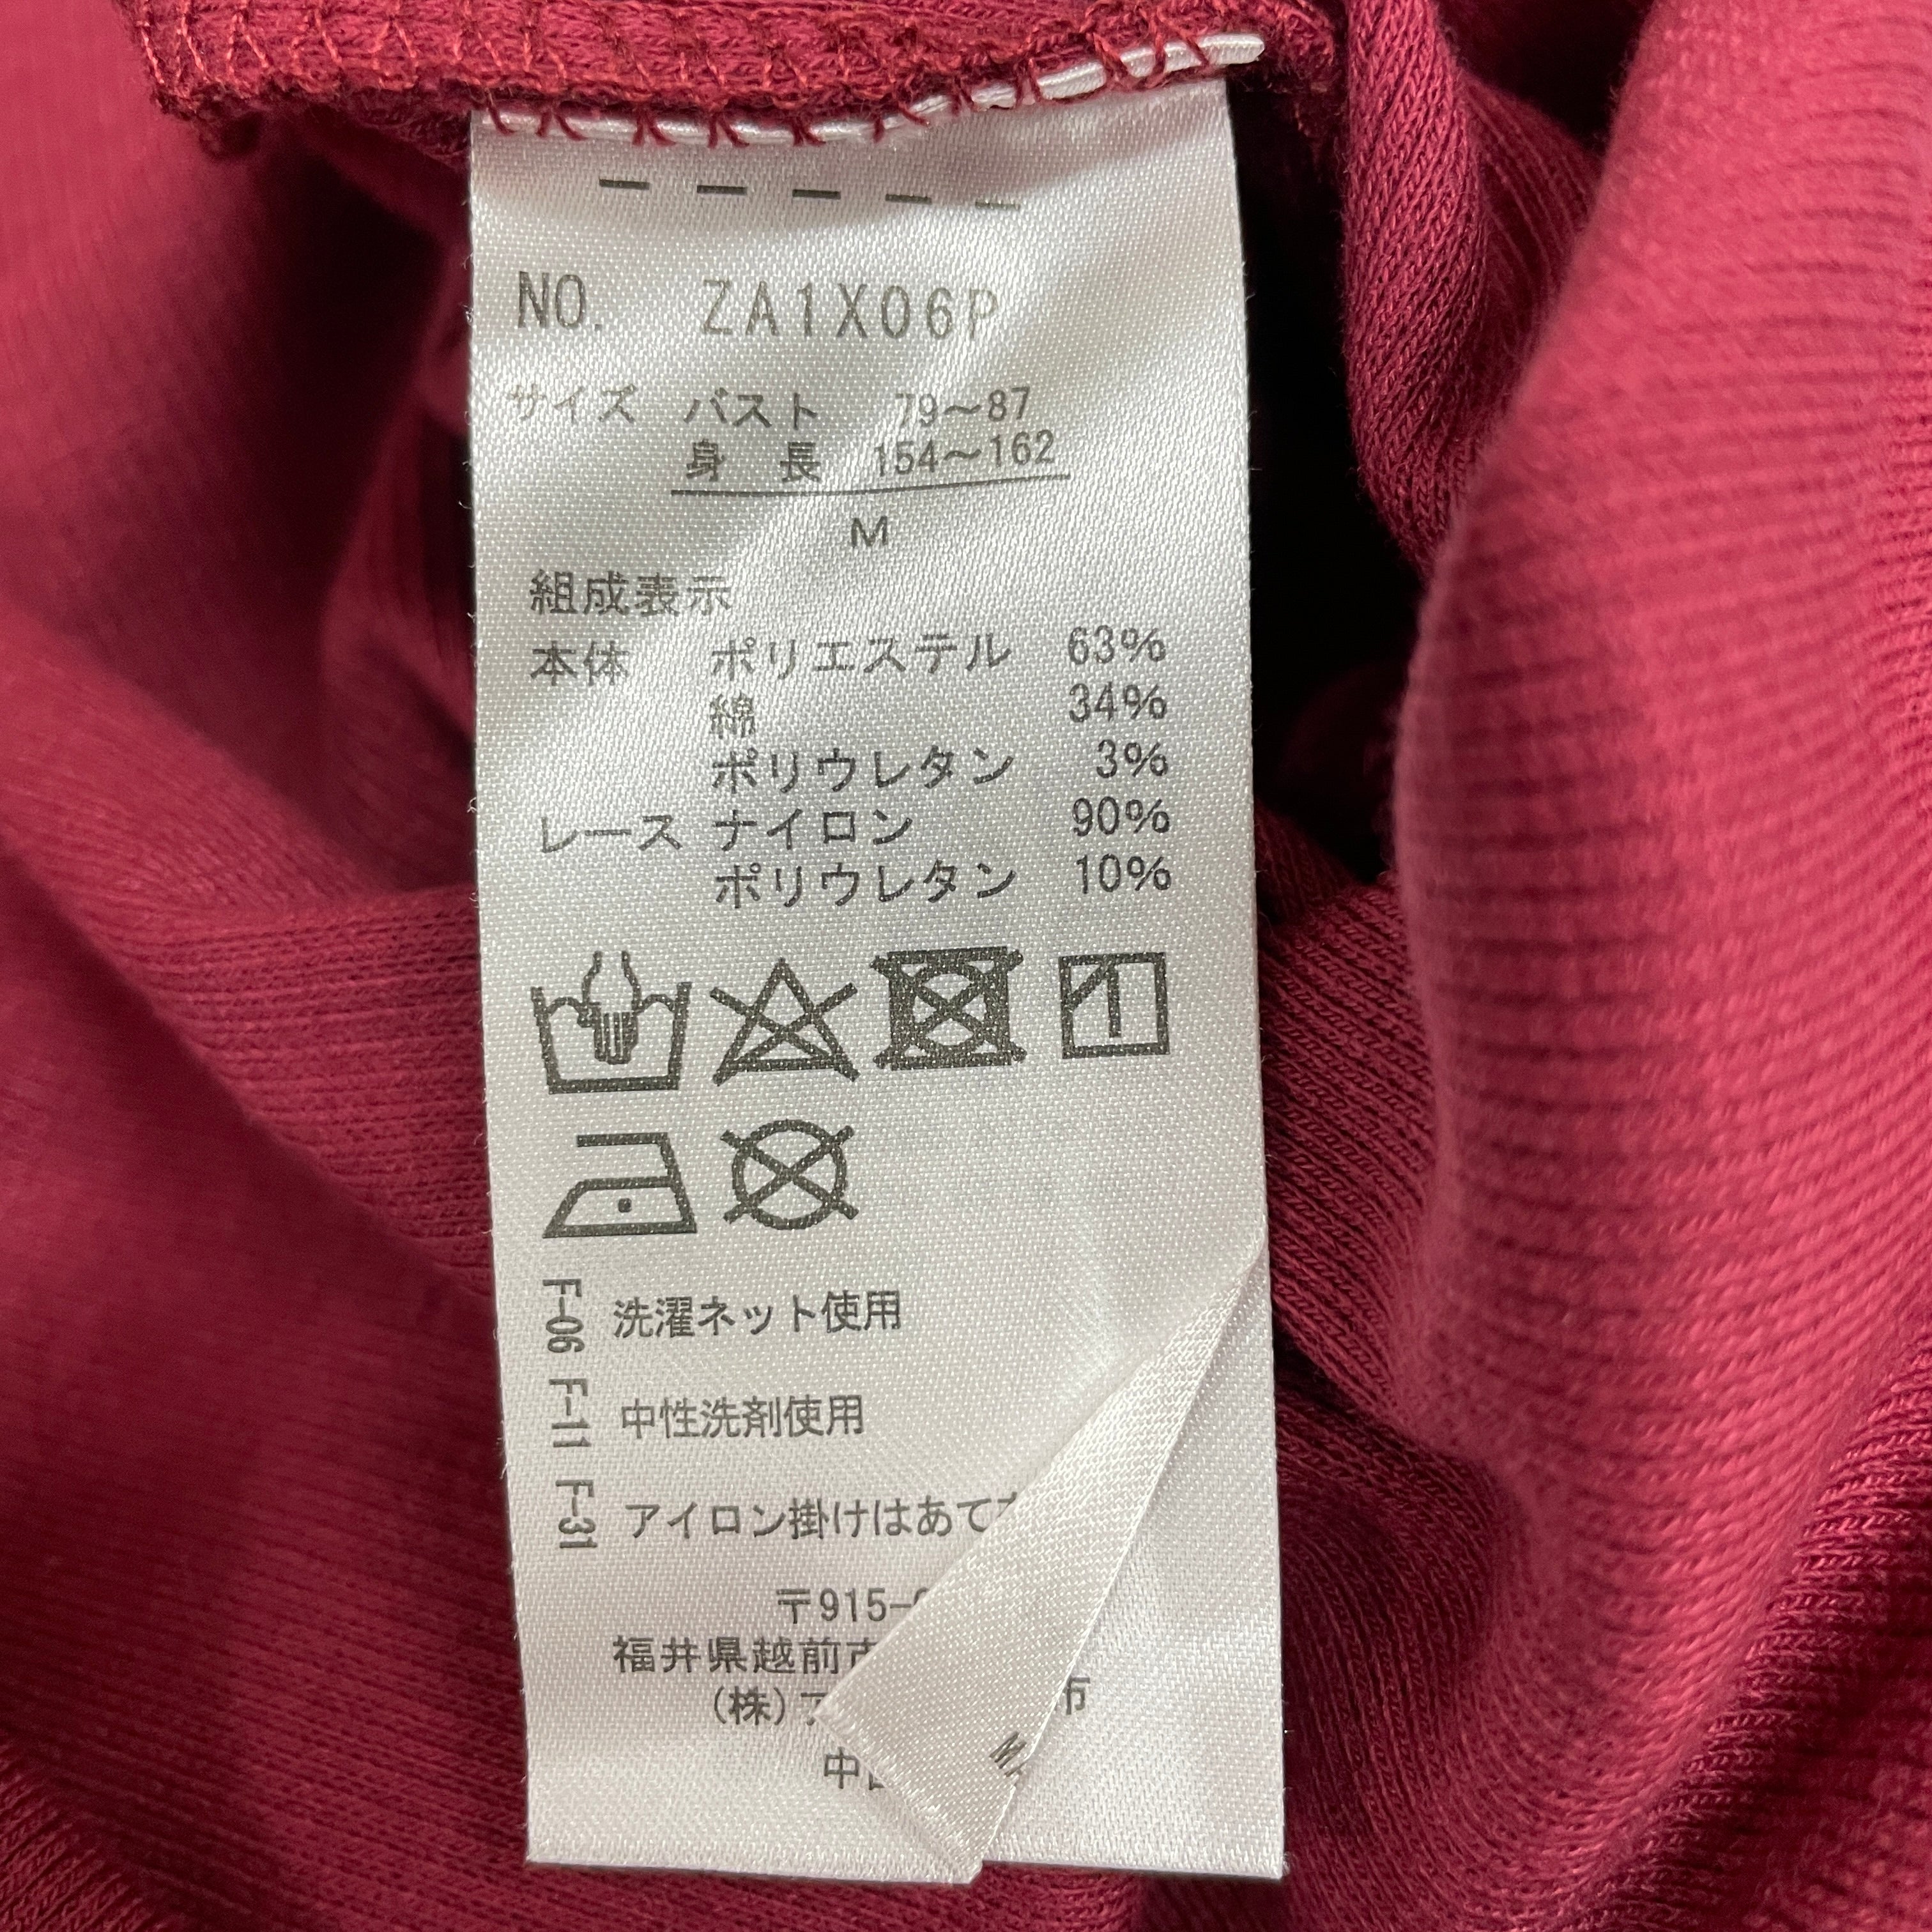 NO. ZA1X06P
サイズ バスト 79～87
身 長 154～162
M
組成表示
本体 ポリエステル 63%
綿 34%
ポリウレタン 3%
レース ナイロン 90%
ポリウレタン 10%
F-06 洗濯ネット使用
F-11 中性洗剤使用
F-31 アイロン掛けはあて
〒915-
福井県越前市
(株)
中